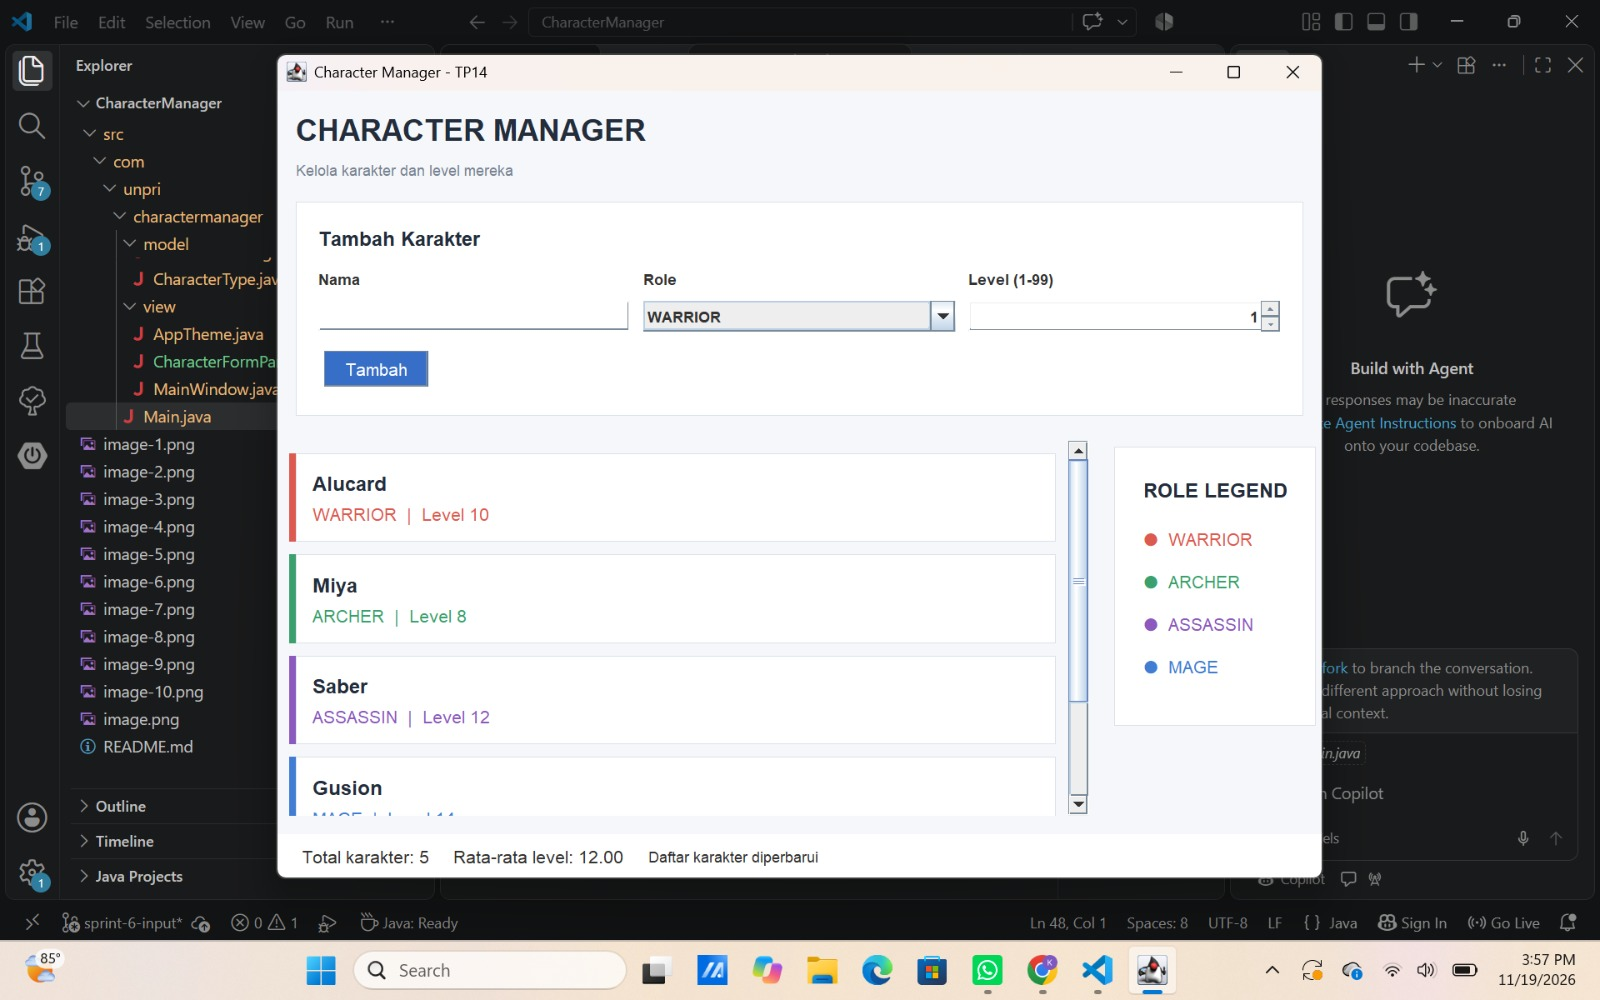 File Edit Selection View Go Run ···
CharacterManager
Explorer
CharacterManager
src
com
unpri
charactermanager
model
CharacterType.jav
view
AppTheme.java
CharacterFormPa
MainWindow.java
Main.java
image-1.png
image-2.png
image-3.png
image-4.png
image-5.png
image-6.png
image-7.png
image-8.png
image-9.png
image-10.png
image.png
README.md
Outline
Timeline
Java Projects
7
1
1
Character Manager - TP14
CHARACTER MANAGER
Kelola karakter dan level mereka
Tambah Karakter
Nama Role Level (1-99)
WARRIOR 1
Tambah
Alucard
WARRIOR | Level 10
Miya
ARCHER | Level 8
Saber
ASSASSIN | Level 12
Gusion
ROLE LEGEND
WARRIOR
ARCHER
ASSASSIN
MAGE
Total karakter: 5 Rata-rata level: 12.00 Daftar karakter diperbarui
Build with Agent
responses may be inaccurate
e Agent Instructions to onboard AI
onto your codebase.
fork to branch the conversation.
different approach without losing
al context.
in.java
n Copilot
els
Copilot
sprint-6-input* 0 1 Java: Ready
Ln 48, Col 1 Spaces: 8 UTF-8 LF { } Java Sign In Go Live
85°
Search
3:57 PM
11/19/2026